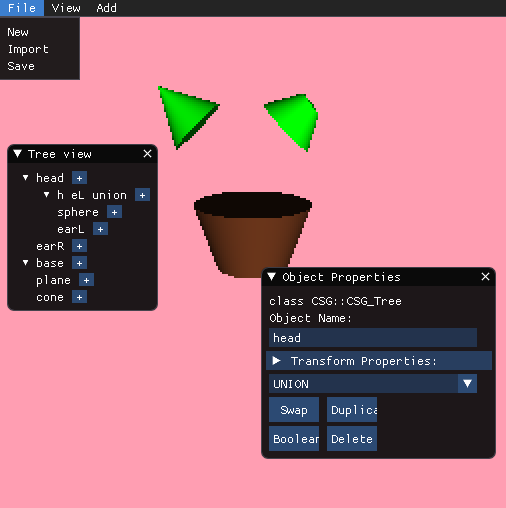 File View Add
New
Import
Save
Tree view
head +
h eL union +
sphere +
earL +
earR +
base +
plane +
cone +
Object Properties
class CSG::CSG_Tree
Object Name:
head
Transform Properties:
UNION
Swap Duplica
Boolean Delete